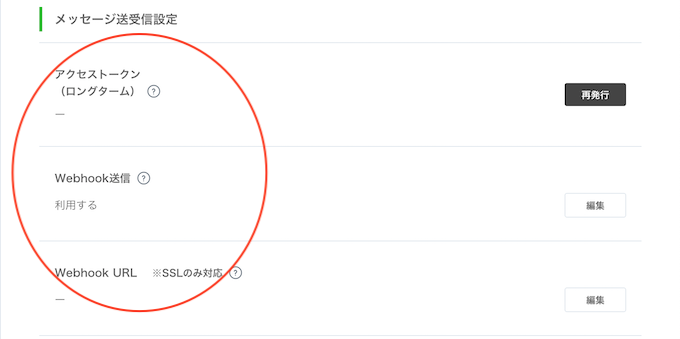 メッセージ送受信設定
アクセストークン
（ロングターム） ?
再発行
—
Webhook送信 ?
利用する
編集
Webhook URL ※SSLのみ対応 ?
—
編集